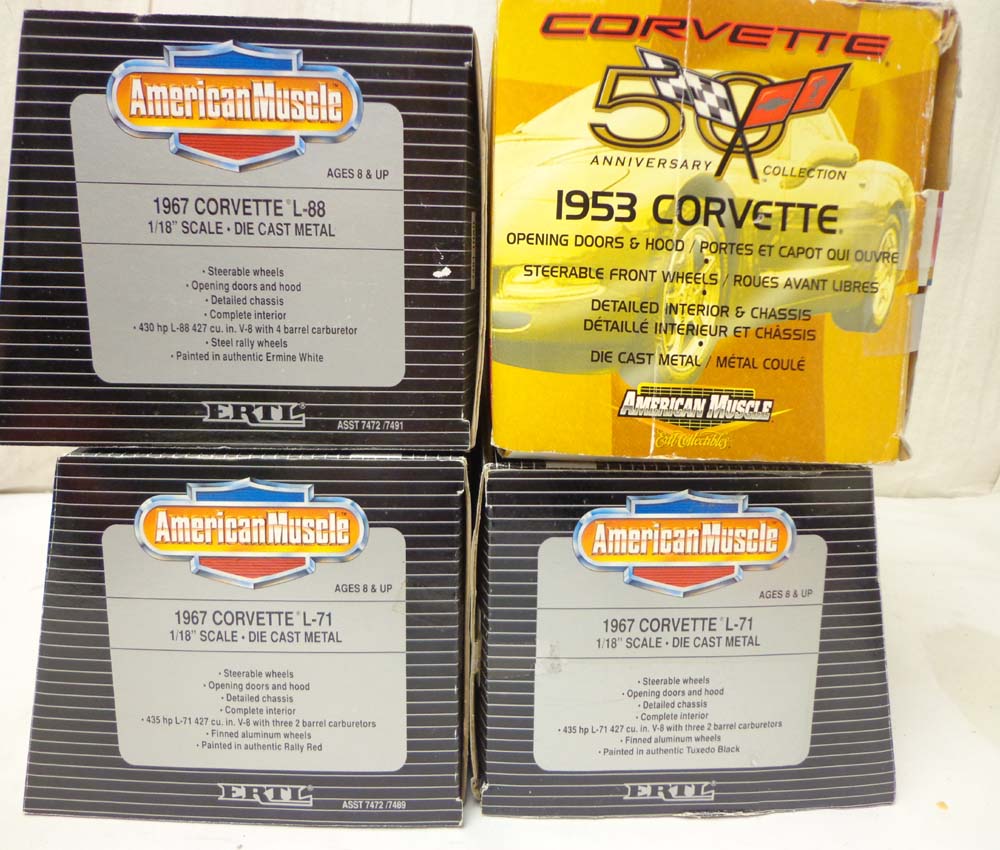 AmericanMuscle
AGES 8 & UP
1967 CORVETTE® L-88
1/18" SCALE • DIE CAST METAL
• Steerable wheels
• Opening doors and hood
• Detailed chassis
• Complete interior
• 430 hp L-88 427 cu. in. V-8 with 4 barrel carburetor
• Steel rally wheels
• Painted in authentic Ermine White
ERTL®
ASST 7472 /7491
CORVETTE®
50
ANNIVERSARY COLLECTION
1953 CORVETTE®
OPENING DOORS & HOOD / PORTES ET CAPOT QUI OUVRE
•
STEERABLE FRONT WHEELS / ROUES AVANT LIBRES
•
DETAILED INTERIOR & CHASSIS
DÉTAILLÉ INTÉRIEUR ET CHÂSSIS
•
DIE CAST METAL / MÉTAL COULÉ
AMERICAN MUSCLE
Ertl Collectibles
AmericanMuscle™
AGES 8 & UP
1967 CORVETTE® L-71
1/18" SCALE • DIE CAST METAL
• Steerable wheels
• Opening doors and hood
• Detailed chassis
• Complete interior
• 435 hp L-71 427 cu. in. V-8 with three 2 barrel carburetors
• Finned aluminum wheels
• Painted in authentic Rally Red
ERTL®
ASST 7472 /7489
AmericanMuscle™
AGES 8 & UP
1967 CORVETTE® L-71
1/18" SCALE • DIE CAST METAL
• Steerable wheels
• Opening doors and hood
• Detailed chassis
• Complete interior
• 435 hp L-71 427 cu. in. V-8 with three 2 barrel carburetors
• Finned aluminum wheels
• Painted in authentic Tuxedo Black
ERTL®